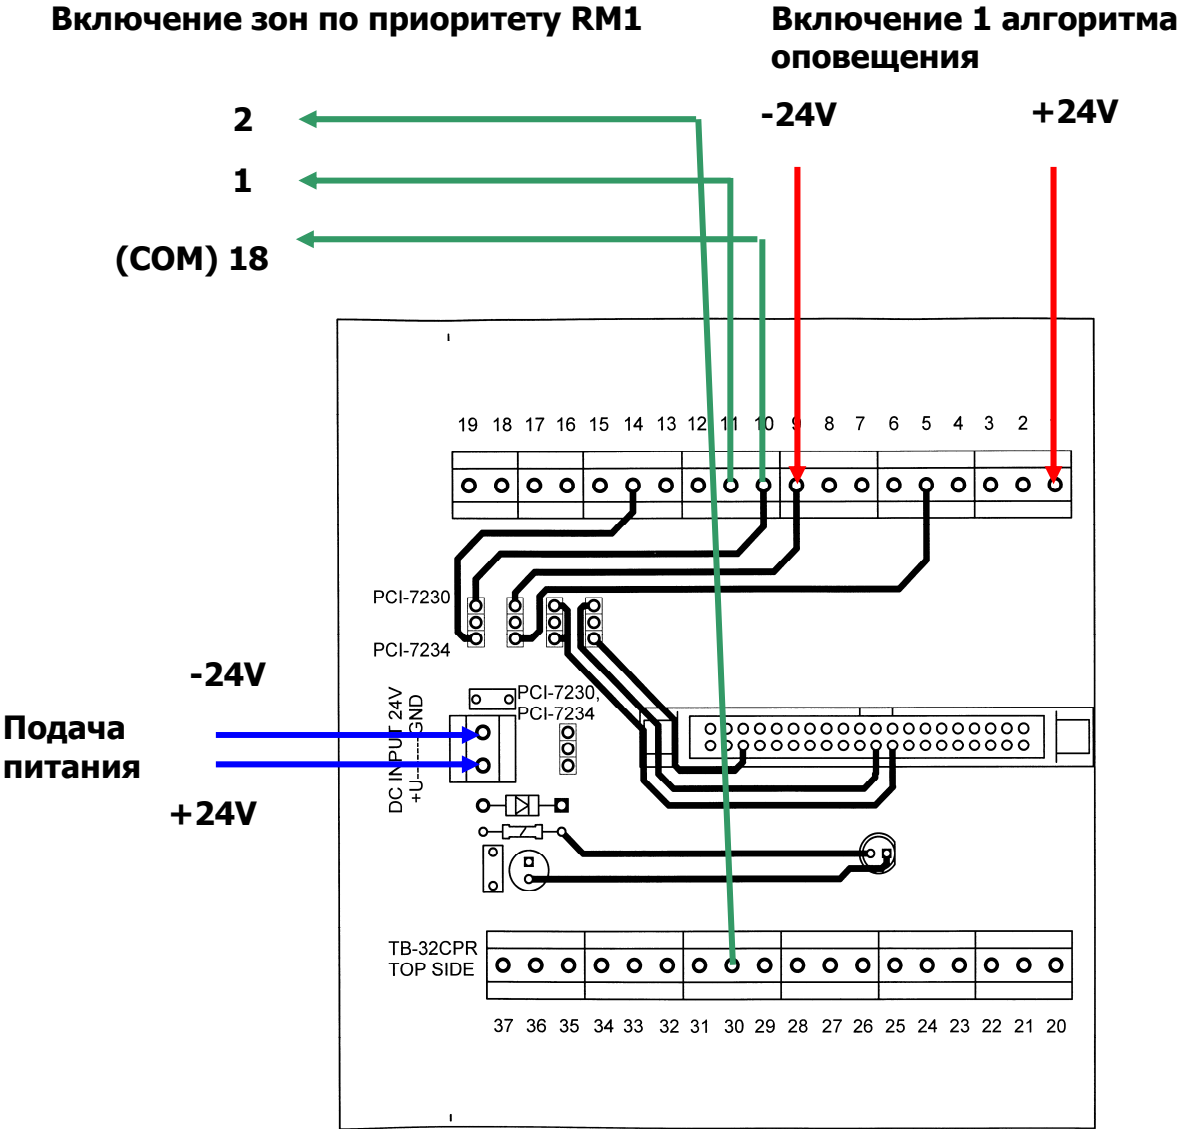 Включение зон по приоритету RM1
Включение 1 алгоритма
оповещения
-24V
+24V
2
1
(COM) 18
19 18 17 16 15 14 13 12 11 10 9 8 7 6 5 4 3 2
PCI-7230
PCI-7234
-24V
Подача
питания
+24V
DC INPUT 24V
+U------GND
PCI-7230,
PCI-7234
TB-32CPR
TOP SIDE
37 36 35 34 33 32 31 30 29 28 27 26 25 24 23 22 21 20